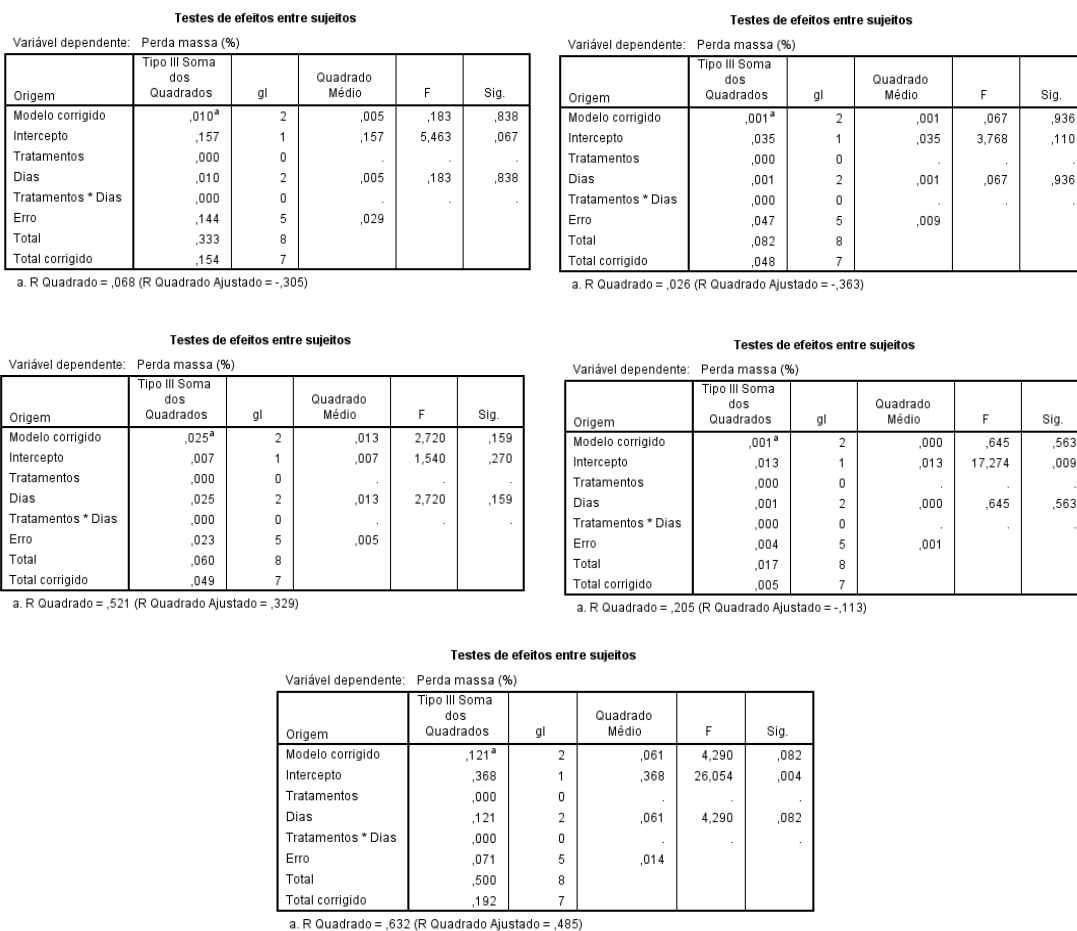 Testes de efeitos entre sujeitos
Variável dependente: Perda massa (%)
Origem Tipo III Soma dos Quadrados gl Quadrado Médio F Sig.
Modelo corrigido ,010a 2 ,005 ,183 ,838
Intercepto ,157 1 ,157 5,463 ,067
Tratamentos ,000 0 . . .
Dias ,010 2 ,005 ,183 ,838
Tratamentos * Dias ,000 0 . . .
Erro ,144 5 ,029
Total ,333 8
Total corrigido ,154 7
a. R Quadrado = ,068 (R Quadrado Ajustado = -,305)
Testes de efeitos entre sujeitos
Variável dependente: Perda massa (%)
Origem Tipo III Soma dos Quadrados gl Quadrado Médio F Sig.
Modelo corrigido ,001a 2 ,001 ,067 ,936
Intercepto ,035 1 ,035 3,768 ,110
Tratamentos ,000 0 . . .
Dias ,001 2 ,001 ,067 ,936
Tratamentos * Dias ,000 0 . . .
Erro ,047 5 ,009
Total ,082 8
Total corrigido ,048 7
a. R Quadrado = ,026 (R Quadrado Ajustado = -,363)
Testes de efeitos entre sujeitos
Variável dependente: Perda massa (%)
Origem Tipo III Soma dos Quadrados gl Quadrado Médio F Sig.
Modelo corrigido ,025a 2 ,013 2,720 ,159
Intercepto ,007 1 ,007 1,540 ,270
Tratamentos ,000 0 . . .
Dias ,025 2 ,013 2,720 ,159
Tratamentos * Dias ,000 0 . . .
Erro ,023 5 ,005
Total ,060 8
Total corrigido ,049 7
a. R Quadrado = ,521 (R Quadrado Ajustado = ,329)
Testes de efeitos entre sujeitos
Variável dependente: Perda massa (%)
Origem Tipo III Soma dos Quadrados gl Quadrado Médio F Sig.
Modelo corrigido ,001a 2 ,000 ,645 ,563
Intercepto ,013 1 ,013 17,274 ,009
Tratamentos ,000 0 . . .
Dias ,001 2 ,000 ,645 ,563
Tratamentos * Dias ,000 0 . . .
Erro ,004 5 ,001
Total ,017 8
Total corrigido ,005 7
a. R Quadrado = ,205 (R Quadrado Ajustado = -,113)
Testes de efeitos entre sujeitos
Variável dependente: Perda massa (%)
Origem Tipo III Soma dos Quadrados gl Quadrado Médio F Sig.
Modelo corrigido ,121a 2 ,061 4,290 ,082
Intercepto ,368 1 ,368 26,054 ,004
Tratamentos ,000 0 . . .
Dias ,121 2 ,061 4,290 ,082
Tratamentos * Dias ,000 0 . . .
Erro ,071 5 ,014
Total ,500 8
Total corrigido ,192 7
a. R Quadrado = ,632 (R Quadrado Ajustado = ,485)